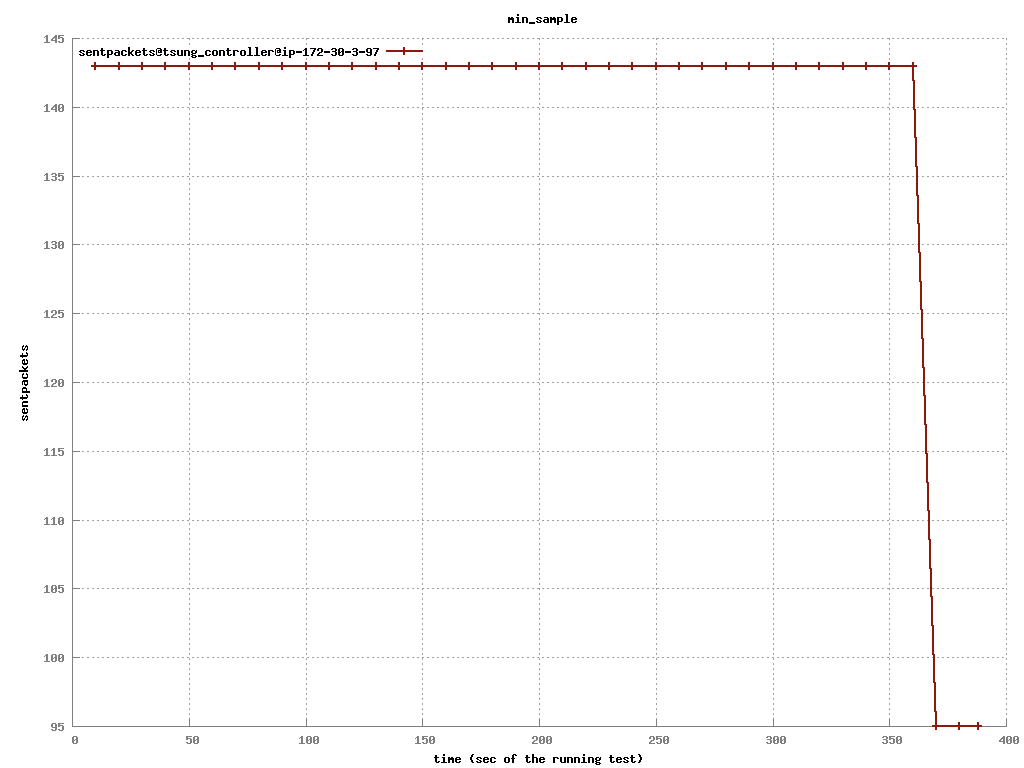 min_sample
145
sentpackets@tsung_controller@ip-172-30-3-97
140
135
130
125
120
sentpackets
115
110
105
100
95
0 50 100 150 200 250 300 350 400
time (sec of the running test)